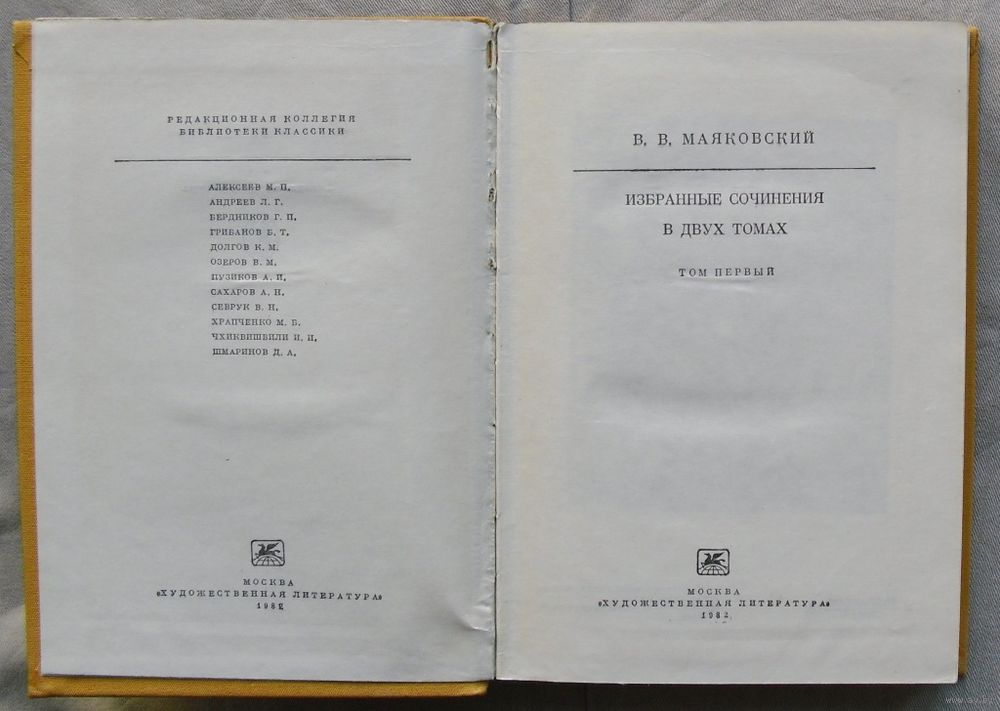 РЕДАКЦИОННАЯ КОЛЛЕГИЯ
БИБЛИОТЕКИ КЛАССИКИ
АЛЕКСЕЕВ М. П.
АНДРЕЕВ Л. Г.
БЕРДНИКОВ Г. П.
ГРИБАНОВ Б. Т.
ДОЛГОВ К. М.
ОЗЕРОВ В. М.
ПУЗИКОВ А. И.
САХАРОВ А. Н.
СЕВРУК В. Н.
ХРАПЧЕНКО М. Б.
ЧХИКВИШВИЛИ И. И.
ШМАРИНОВ Д. А.
МОСКВА
«ХУДОЖЕСТВЕННАЯ ЛИТЕРАТУРА»
1982
В. В. МАЯКОВСКИЙ
ИЗБРАННЫЕ СОЧИНЕНИЯ
В ДВУХ ТОМАХ
ТОМ ПЕРВЫЙ
МОСКВА
«ХУДОЖЕСТВЕННАЯ ЛИТЕРАТУРА»
1982